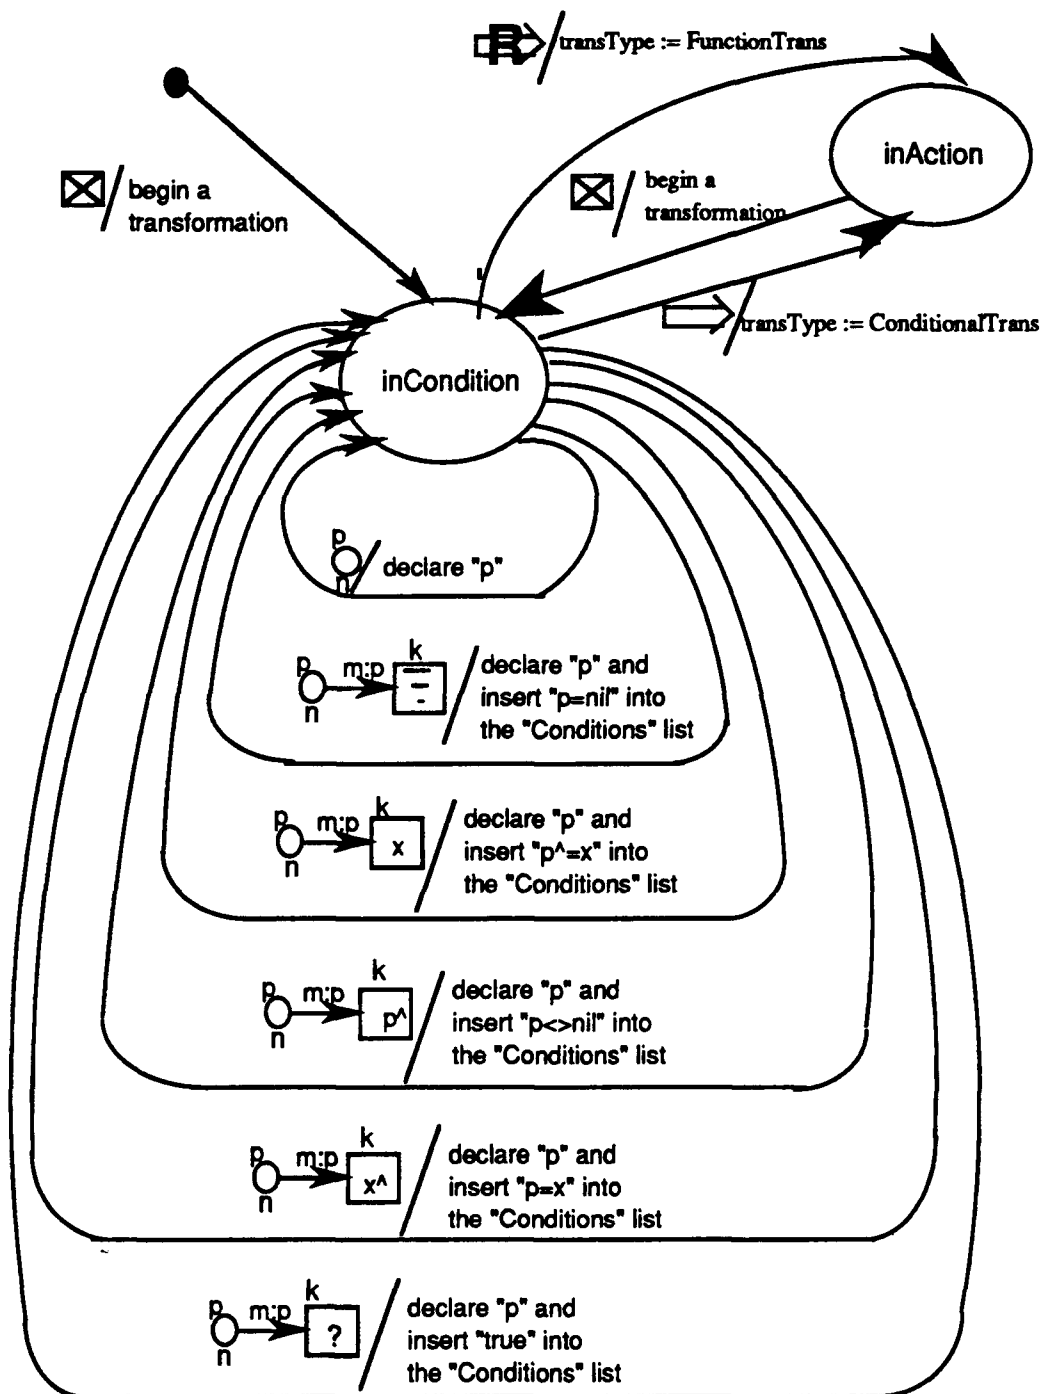 R
transType := FunctionTrans
inAction
begin a
transformation
begin a
transformation
transType := ConditionalTrans
inCondition
p
n
declare "p"
p m:p k
n
declare "p" and
insert "p=nil" into
the "Conditions" list
p m:p k
x
n
declare "p" and
insert "p^=x" into
the "Conditions" list
p m:p k
p^
n
declare "p" and
insert "p<>nil" into
the "Conditions" list
p m:p k
x^
n
declare "p" and
insert "p=x" into
the "Conditions" list
p m:p k
?
n
declare "p" and
insert "true" into
the "Conditions" list